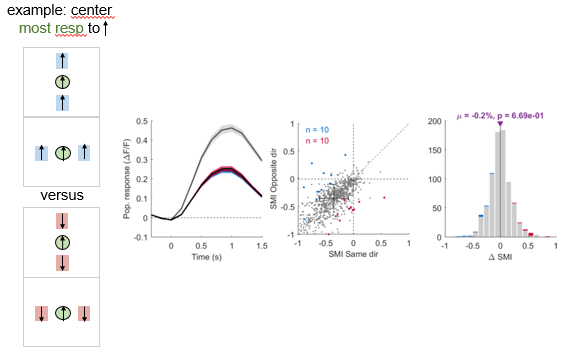 example: center
most resp to
versus
0.5
0.4
0.3
0.2
0.1
0
-0.1
Pop. response (ΔF/F)
0 0.5 1 1.5
Time (s)
n = 10
n = 10
1
0.5
0
-0.5
-1
SMI Opposite dir
-1 -0.5 0 0.5 1
SMI Same dir
μ = -0.2%, p = 6.69e-01
200
150
100
50
0
-1 -0.5 0 0.5 1
Δ SMI